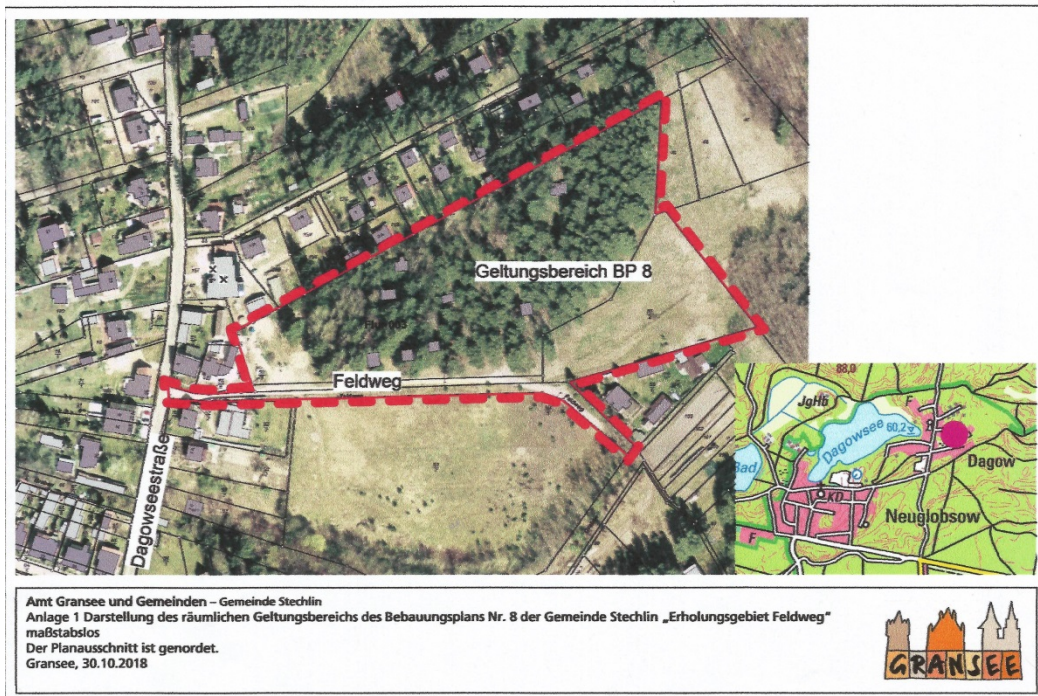 Geltungsbereich BP 8
Feldweg
Dagowseestraße
88,0
JgHb
F
Dagowsee
60,2
Bad
Dagow
KD
Neuglobsow
F
Amt Gransee und Gemeinden – Gemeinde Stechlin
Anlage 1 Darstellung des räumlichen Geltungsbereichs des Bebauungsplans Nr. 8 der Gemeinde Stechlin „Erholungsgebiet Feldweg"
maßstabslos
Der Planausschnitt ist genordet.
Gransee, 30.10.2018
GRANSEE